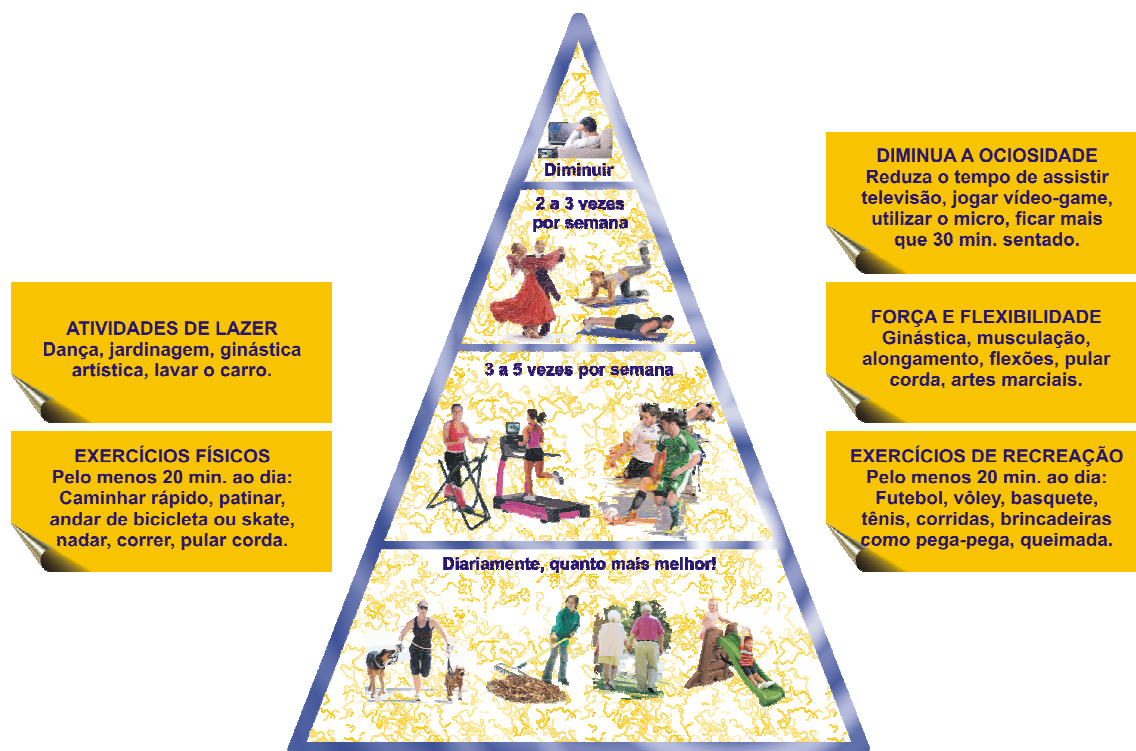 Diminuir
DIMINUA A OCIOSIDADE
Reduza o tempo de assistir
televisão, jogar vídeo-game,
utilizar o micro, ficar mais
que 30 min. sentado.
2 a 3 vezes
por semana
ATIVIDADES DE LAZER
Dança, jardinagem, ginástica
artística, lavar o carro.
FORÇA E FLEXIBILIDADE
Ginástica, musculação,
alongamento, flexões, pular
corda, artes marciais.
3 a 5 vezes por semana
EXERCÍCIOS FÍSICOS
Pelo menos 20 min. ao dia:
Caminhar rápido, patinar,
andar de bicicleta ou skate,
nadar, correr, pular corda.
EXERCÍCIOS DE RECREAÇÃO
Pelo menos 20 min. ao dia:
Futebol, vôley, basquete,
tênis, corridas, brincadeiras
como pega-pega, queimada.
Diariamente, quanto mais melhor!